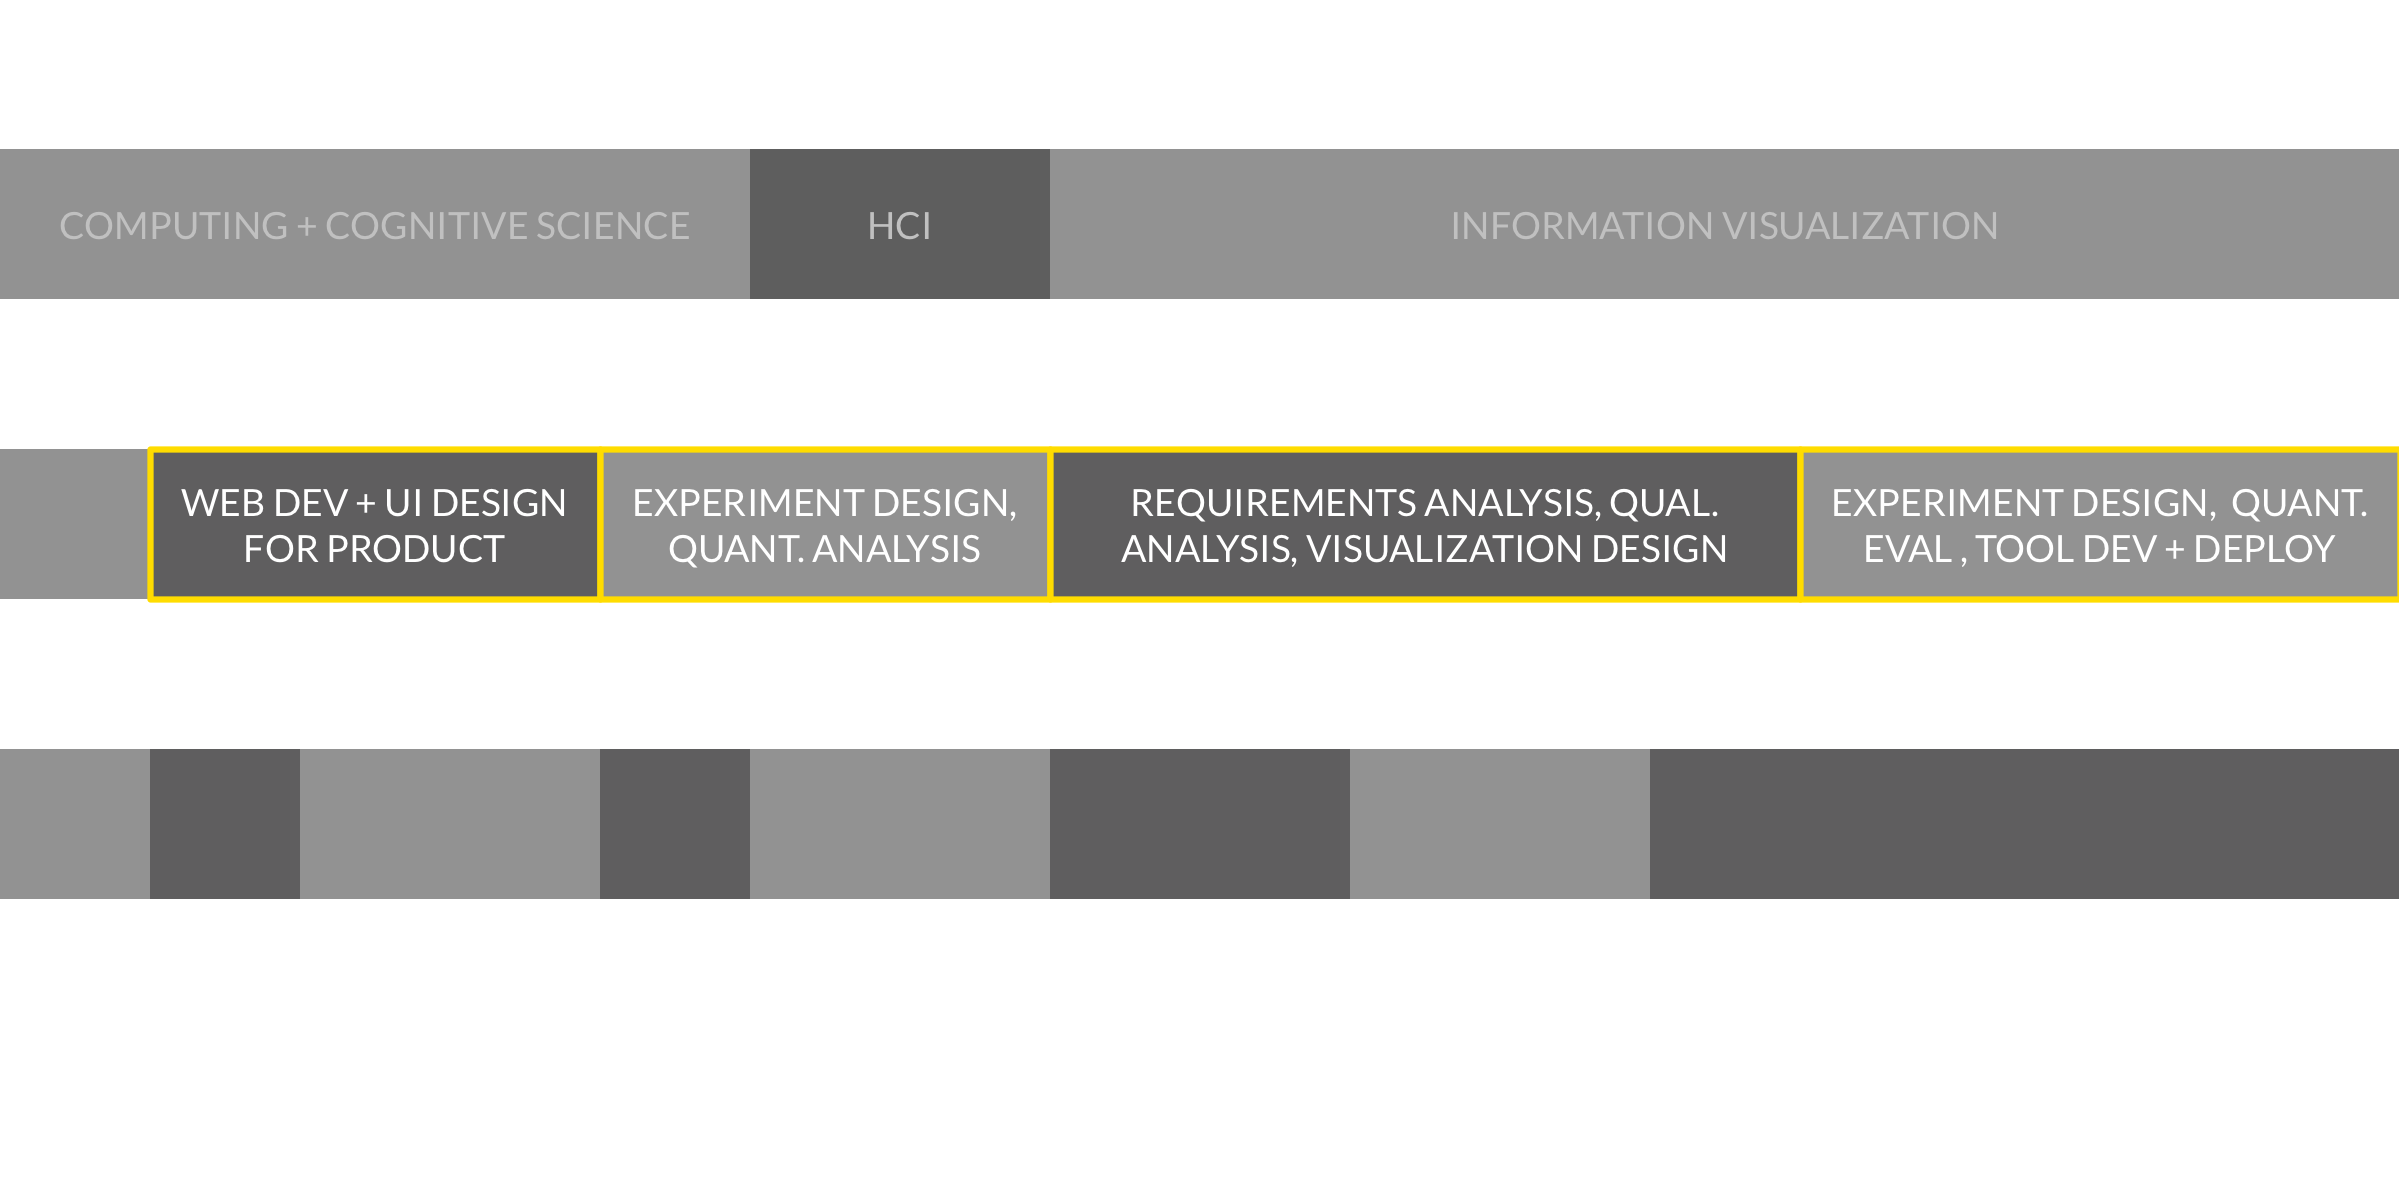 COMPUTING + COGNITIVE SCIENCE
HCI
INFORMATION VISUALIZATION
WEB DEV + UI DESIGN
FOR PRODUCT
EXPERIMENT DESIGN,
QUANT. ANALYSIS
REQUIREMENTS ANALYSIS, QUAL.
ANALYSIS, VISUALIZATION DESIGN
EXPERIMENT DESIGN, QUANT.
EVAL , TOOL DEV + DEPLOY